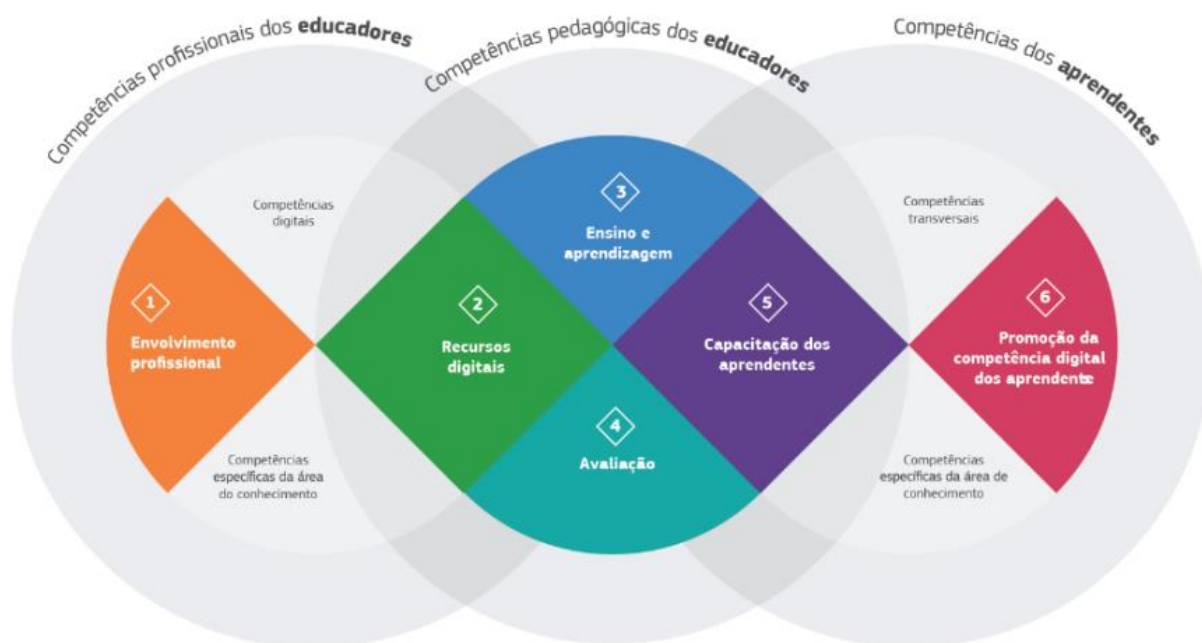 Competências profissionais dos educadores
Competências pedagógicas dos educadores
Competências dos aprendentes
Competências
digitais
Competências
específicas da área
do conhecimento
1
Envolvimento
profissional
2
Recursos
digitais
3
Ensino e
aprendizagem
4
Avaliação
5
Capacitação dos
aprendentes
Competências
transversais
Competências
específicas da área de
conhecimento
6
Promoção da
competência digital
dos aprendente